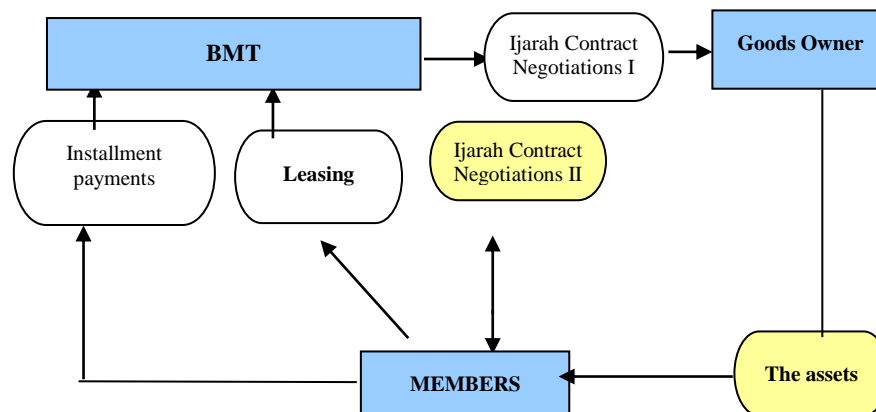 BMT
Ijarah Contract
Negotiations I
Goods Owner
Installment
payments
Leasing
Ijarah Contract
Negotiations II
MEMBERS
The assets